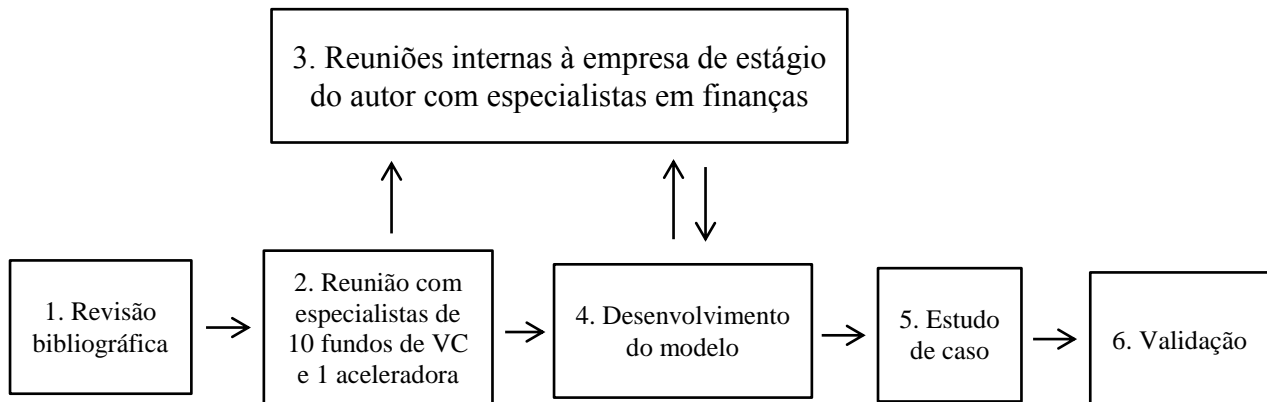 3. Reuniões internas à empresa de estágio
do autor com especialistas em finanças
1. Revisão
bibliográfica
2. Reunião com
especialistas de
10 fundos de VC
e 1 aceleradora
4. Desenvolvimento
do modelo
5. Estudo
de caso
6. Validação